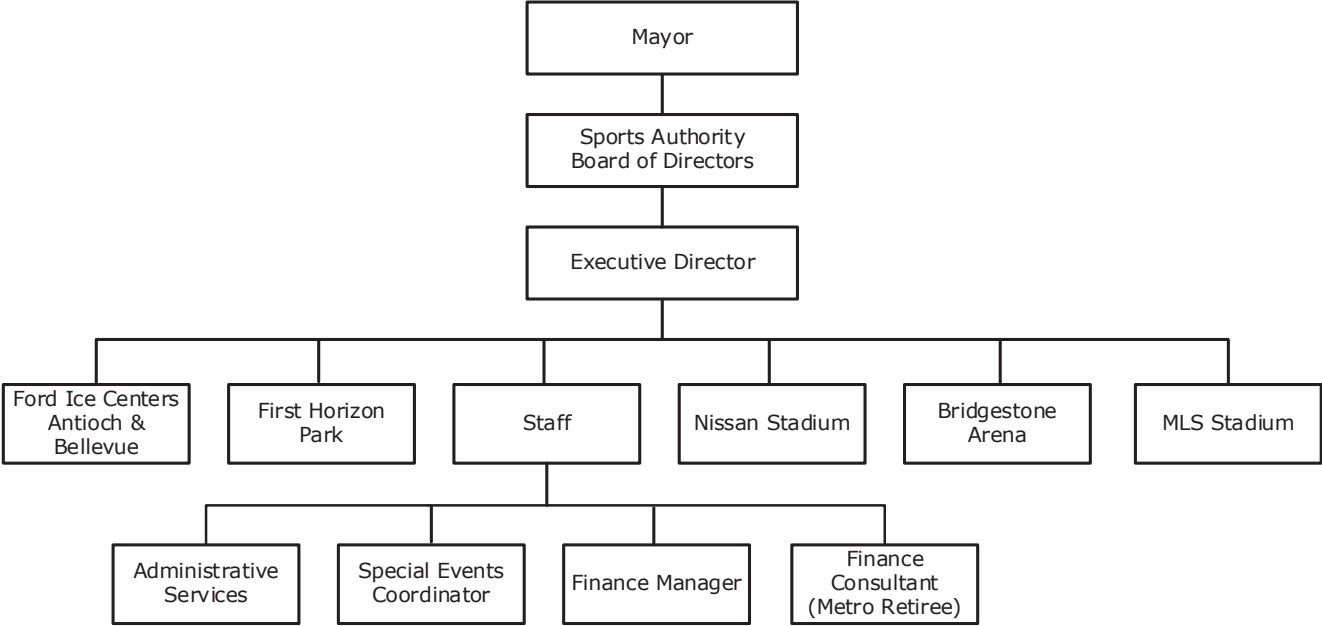 Mayor
Sports Authority
Board of Directors
Executive Director
Ford Ice Centers
Antioch &
Bellevue
First Horizon
Park
Staff
Nissan Stadium
Bridgestone
Arena
MLS Stadium
Administrative
Services
Special Events
Coordinator
Finance Manager
Finance
Consultant
(Metro Retiree)